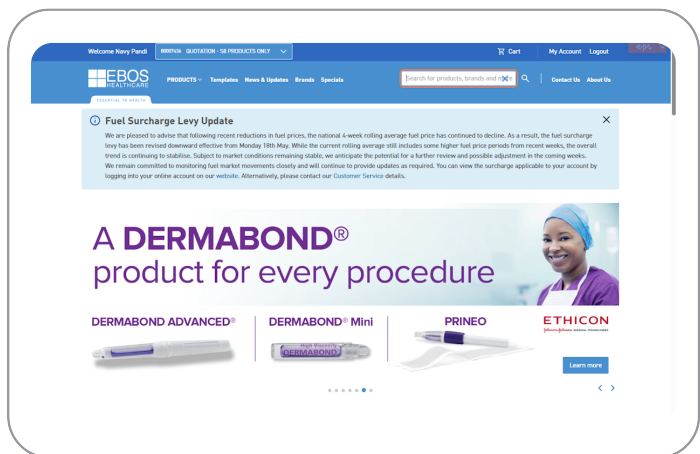 Welcome Navy Pandi
QUOTATION - S8 PRODUCTS ONLY
Cart
My Account Logout
EBOS
HEALTHCARE
ESSENTIAL TO HEALTH
PRODUCTS Templates News & Updates Brands Specials
Search for products, brands and
Contact Us About Us
Fuel Surcharge Levy Update
We are pleased to advise that following recent reductions in fuel prices, the national 4-week rolling average fuel price has continued to decline. As a result, the fuel surcharge
levy has been revised downward effective from Monday 18th May. While the current rolling average still includes some higher fuel price periods from recent weeks, the overall
trend is continuing to stabilise. Subject to market conditions remaining stable, we anticipate the potential for a further review and possible adjustment in the coming weeks.
We remain committed to monitoring fuel market movements closely and will continue to provide updates as required. You can view the surcharge applicable to your account by
logging into your online account on our website. Alternatively, please contact our Customer Service details.
A DERMABOND®
product for every procedure
DERMABOND ADVANCED®
DERMABOND® Mini
PRINEO
ETHICON
High Viscosity
DERMABOND
Learn more